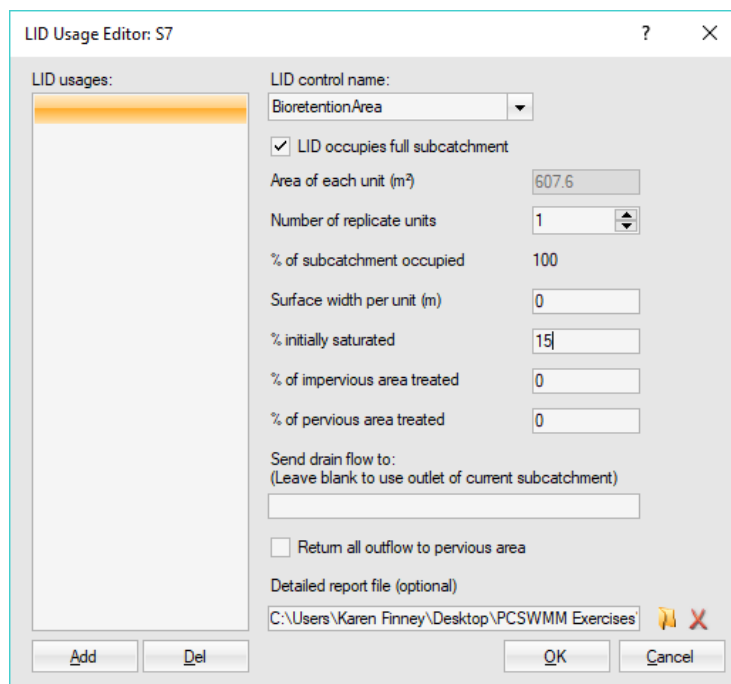 LID Usage Editor: S7 ?
LID usages:
LID control name:
BioretentionArea
LID occupies full subcatchment
Area of each unit (m²) 607.6
Number of replicate units 1
% of subcatchment occupied 100
Surface width per unit (m) 0
% initially saturated 15
% of impervious area treated 0
% of pervious area treated 0
Send drain flow to:
(Leave blank to use outlet of current subcatchment)
Return all outflow to pervious area
Detailed report file (optional)
C:\Users\Karen Finney\Desktop\PCSWMM Exercises
Add Del OK Cancel